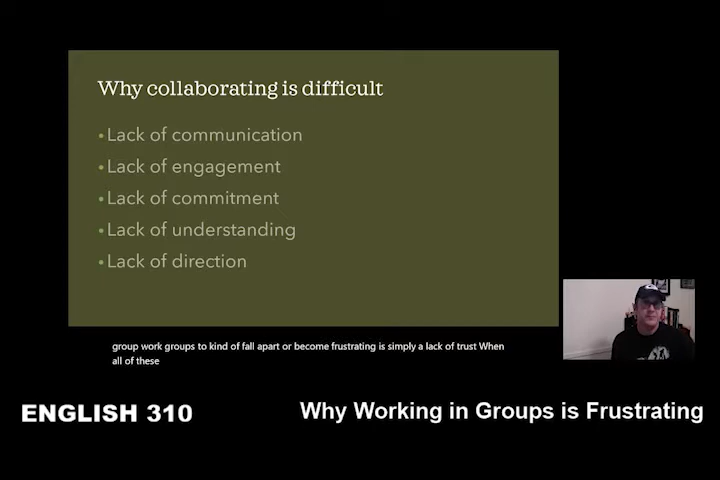 Why collaborating is difficult
• Lack of communication
• Lack of engagement
• Lack of commitment
• Lack of understanding
• Lack of direction
group work groups to kind of fall apart or become frustrating is simply a lack of trust When
all of these
ENGLISH 310
Why Working in Groups is Frustrating